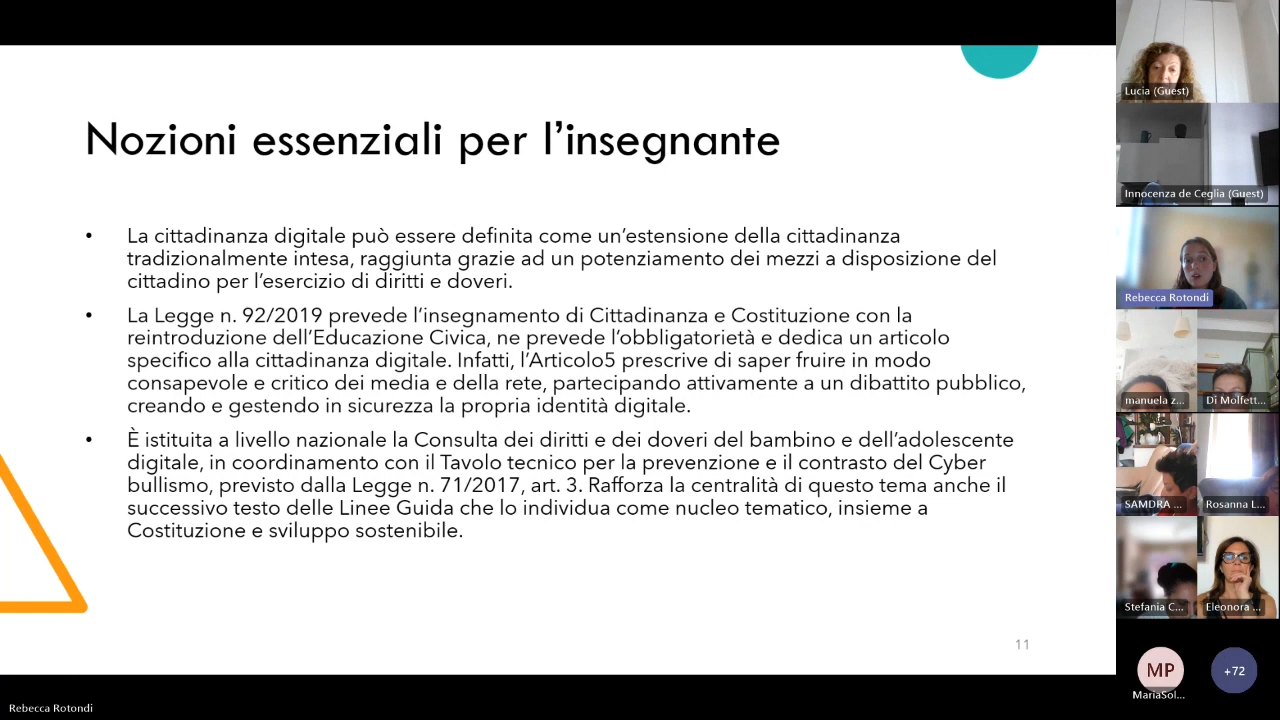 Nozioni essenziali per l’insegnante
• La cittadinanza digitale può essere definita come un’estensione della cittadinanza
tradizionalmente intesa, raggiunta grazie ad un potenziamento dei mezzi a disposizione del
cittadino per l’esercizio di diritti e doveri.
• La Legge n. 92/2019 prevede l’insegnamento di Cittadinanza e Costituzione con la
reintroduzione dell’Educazione Civica, ne prevede l’obbligatorietà e dedica un articolo
specifico alla cittadinanza digitale. Infatti, l’Articolo5 prescrive di saper fruire in modo
consapevole e critico dei media e della rete, partecipando attivamente a un dibattito pubblico,
creando e gestendo in sicurezza la propria identità digitale.
• È istituita a livello nazionale la Consulta dei diritti e dei doveri del bambino e dell’adolescente
digitale, in coordinamento con il Tavolo tecnico per la prevenzione e il contrasto del Cyber
bullismo, previsto dalla Legge n. 71/2017, art. 3. Rafforza la centralità di questo tema anche il
successivo testo delle Linee Guida che lo individua come nucleo tematico, insieme a
Costituzione e sviluppo sostenibile.
11
Rebecca Rotondi
Lucia (Guest)
Innocenza de Ceglia (Guest)
Rebecca Rotondi
manuela z...
Di Molfett...
SAMDRA ...
Rosanna L...
Stefania C...
Eleonora ...
MP
MariaSol...
+72